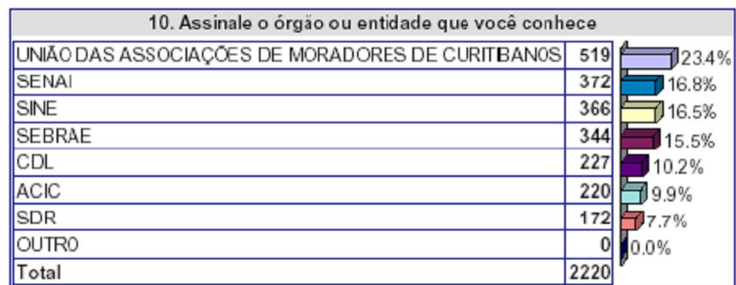 10. Assinale o órgão ou entidade que você conhece
UNIÃO DAS ASSOCIAÇÕES DE MORADORES DE CURITIBANOS 519 23.4%
SENAI 372 16.8%
SINE 366 16.5%
SEBRAE 344 15.5%
CDL 227 10.2%
ACIC 220 9.9%
SDR 172 7.7%
OUTRO 0 0.0%
Total 2220